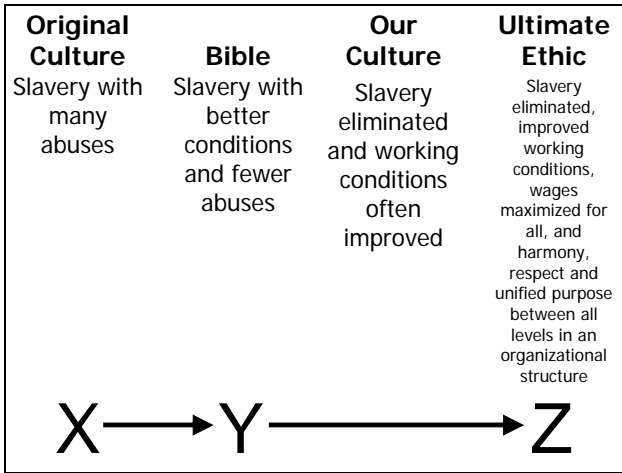 Original
Culture
Slavery with
many
abuses
Bible
Slavery with
better
conditions
and fewer
abuses
Our
Culture
Slavery
eliminated
and working
conditions
often
improved
Ultimate
Ethic
Slavery
eliminated,
improved
working
conditions,
wages
maximized for
all, and
harmony,
respect and
unified purpose
between all
levels in an
organizational
structure
X
Y
Z